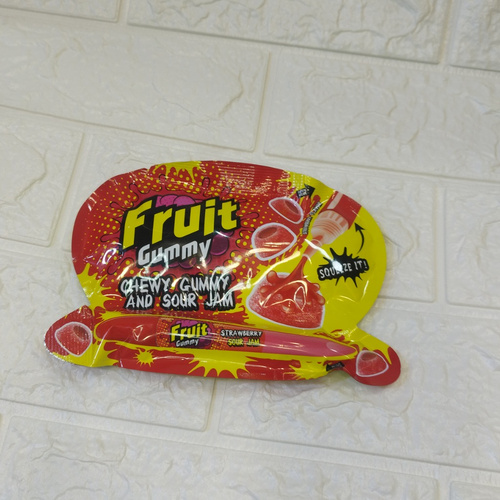 Fruit
Gummy
CHEWY GUMMY
AND SOUR JAM
SQUEEZE IT!
Fruit
Gummy
STRAWBERRY
SOUR JAM